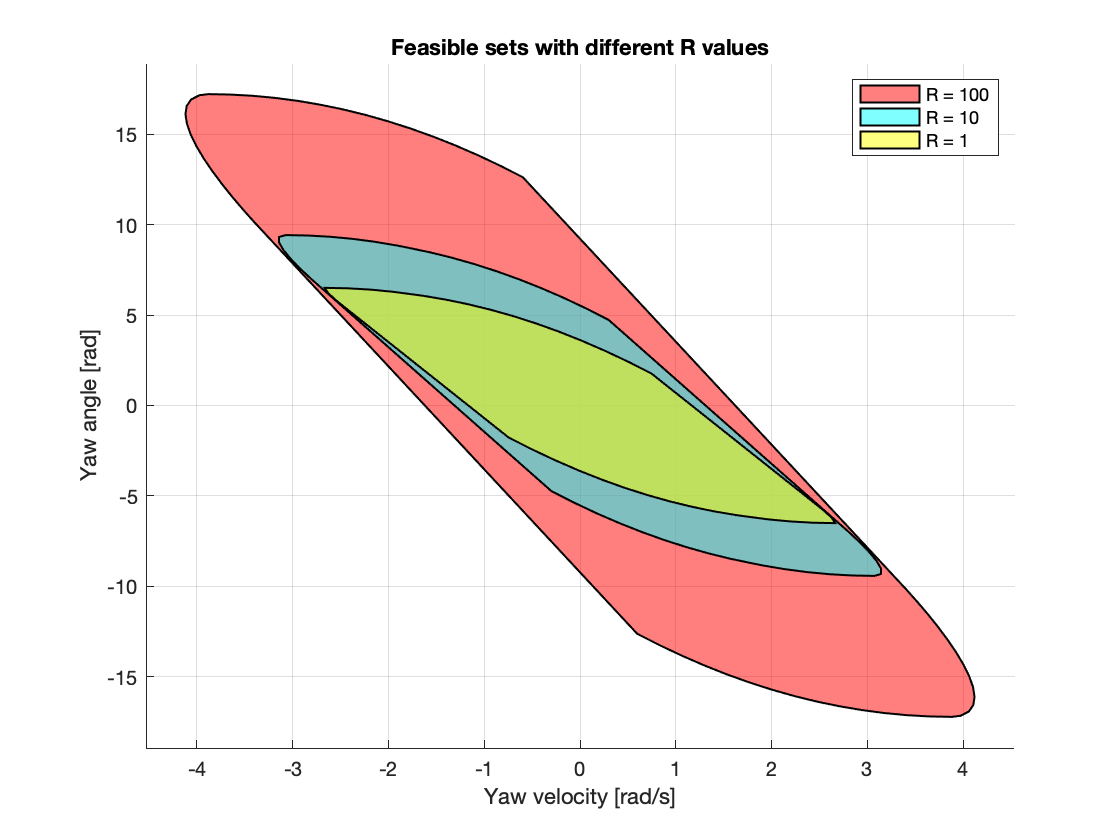 Feasible sets with different R values
R = 100
R = 10
R = 1
Yaw angle [rad]
15
10
5
0
-5
-10
-15
-4 -3 -2 -1 0 1 2 3 4
Yaw velocity [rad/s]